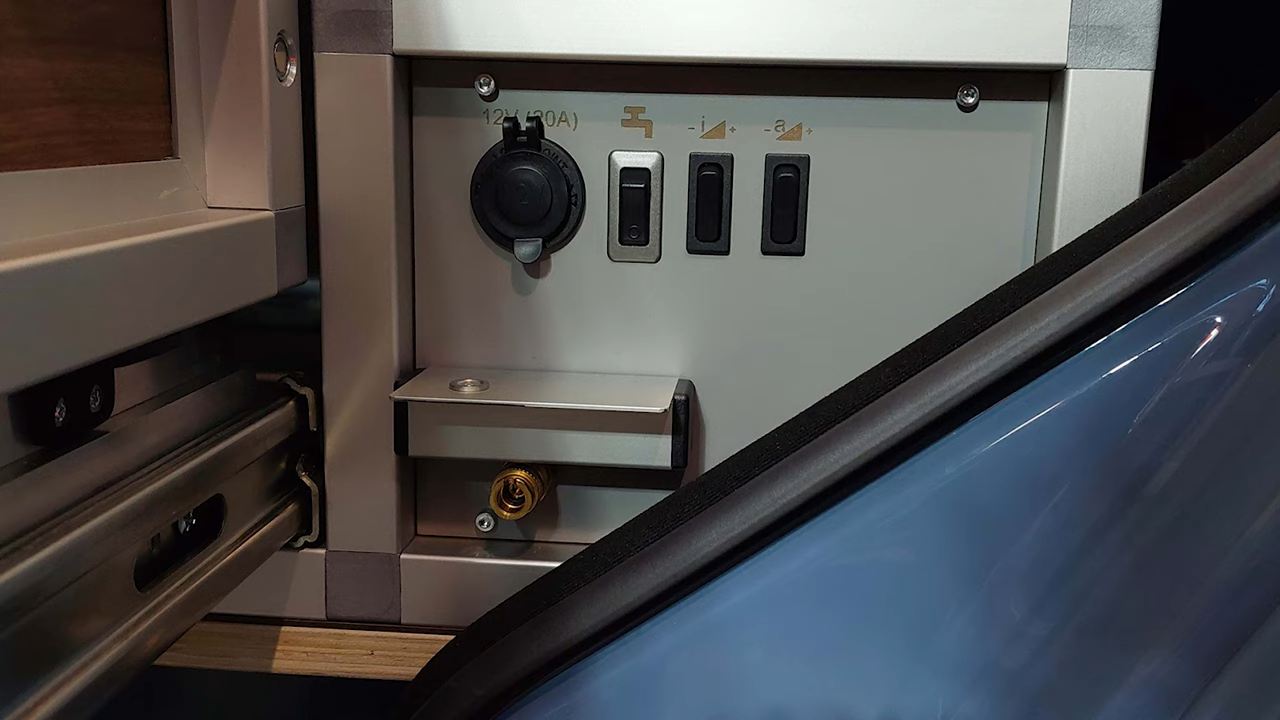 12V (20A)
- i +
- a +